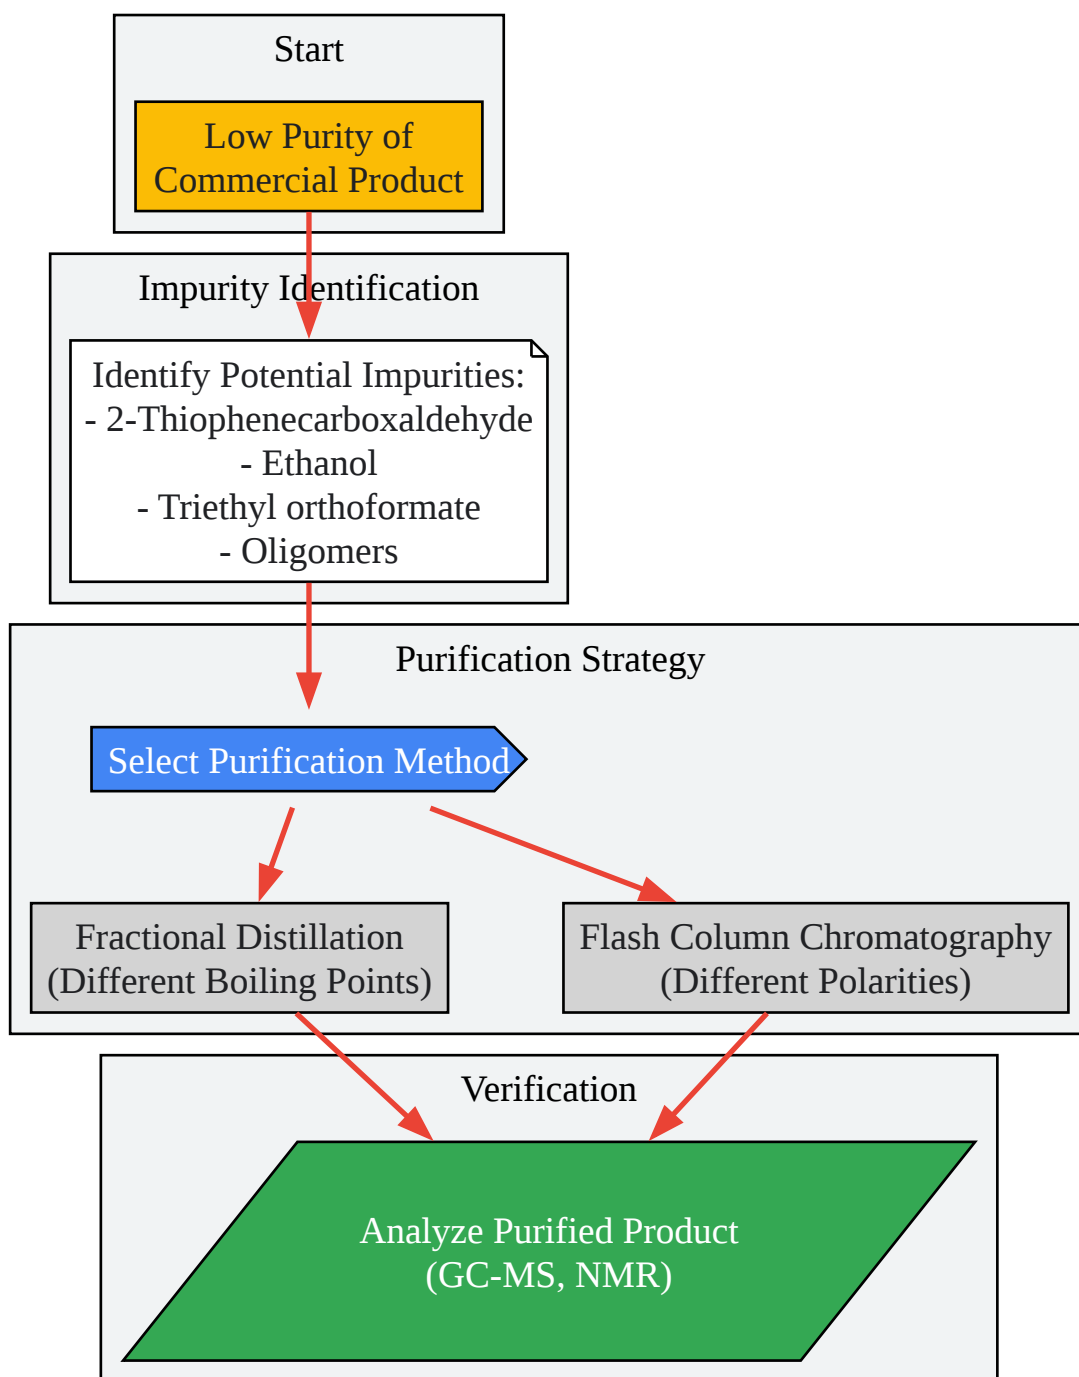 Start
Low Purity of
Commercial Product
Impurity Identification
Identify Potential Impurities:
- 2-Thiophenecarboxaldehyde
- Ethanol
- Triethyl orthoformate
- Oligomers
Purification Strategy
Select Purification Method
Fractional Distillation
(Different Boiling Points)
Flash Column Chromatography
(Different Polarities)
Verification
Analyze Purified Product
(GC-MS, NMR)